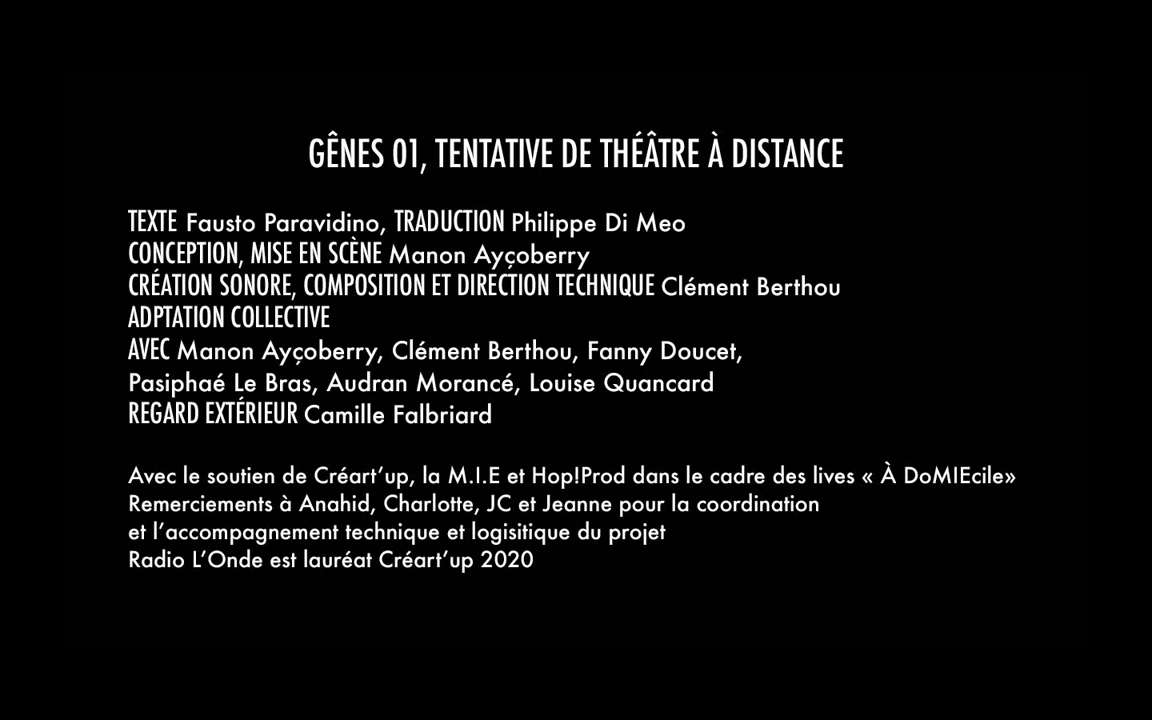 GÊNES 01, TENTATIVE DE THÉÂTRE À DISTANCE
TEXTE Fausto Paravidino, TRADUCTION Philippe Di Meo
CONCEPTION, MISE EN SCÈNE Manon Ayçoberry
CRÉATION SONORE, COMPOSITION ET DIRECTION TECHNIQUE Clément Berthou
ADPTATION COLLECTIVE
AVEC Manon Ayçoberry, Clément Berthou, Fanny Doucet,
Pasiphaé Le Bras, Audran Morancé, Louise Quancard
REGARD EXTÉRIEUR Camille Falbriard
Avec le soutien de Créart’up, la M.I.E et Hop!Prod dans le cadre des lives « À DoMIEcile»
Remerciements à Anahid, Charlotte, JC et Jeanne pour la coordination
et l’accompagnement technique et logisitique du projet
Radio L’Onde est lauréat Créart’up 2020